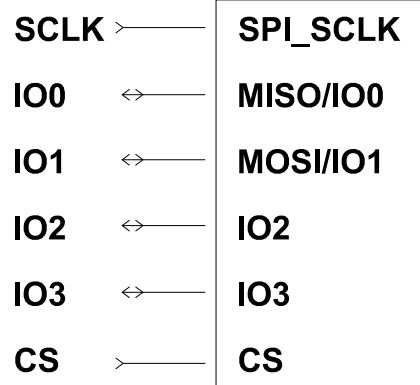 SCLK SPI_SCLK
IO0 MISO/IO0
IO1 MOSI/IO1
IO2 IO2
IO3 IO3
CS CS